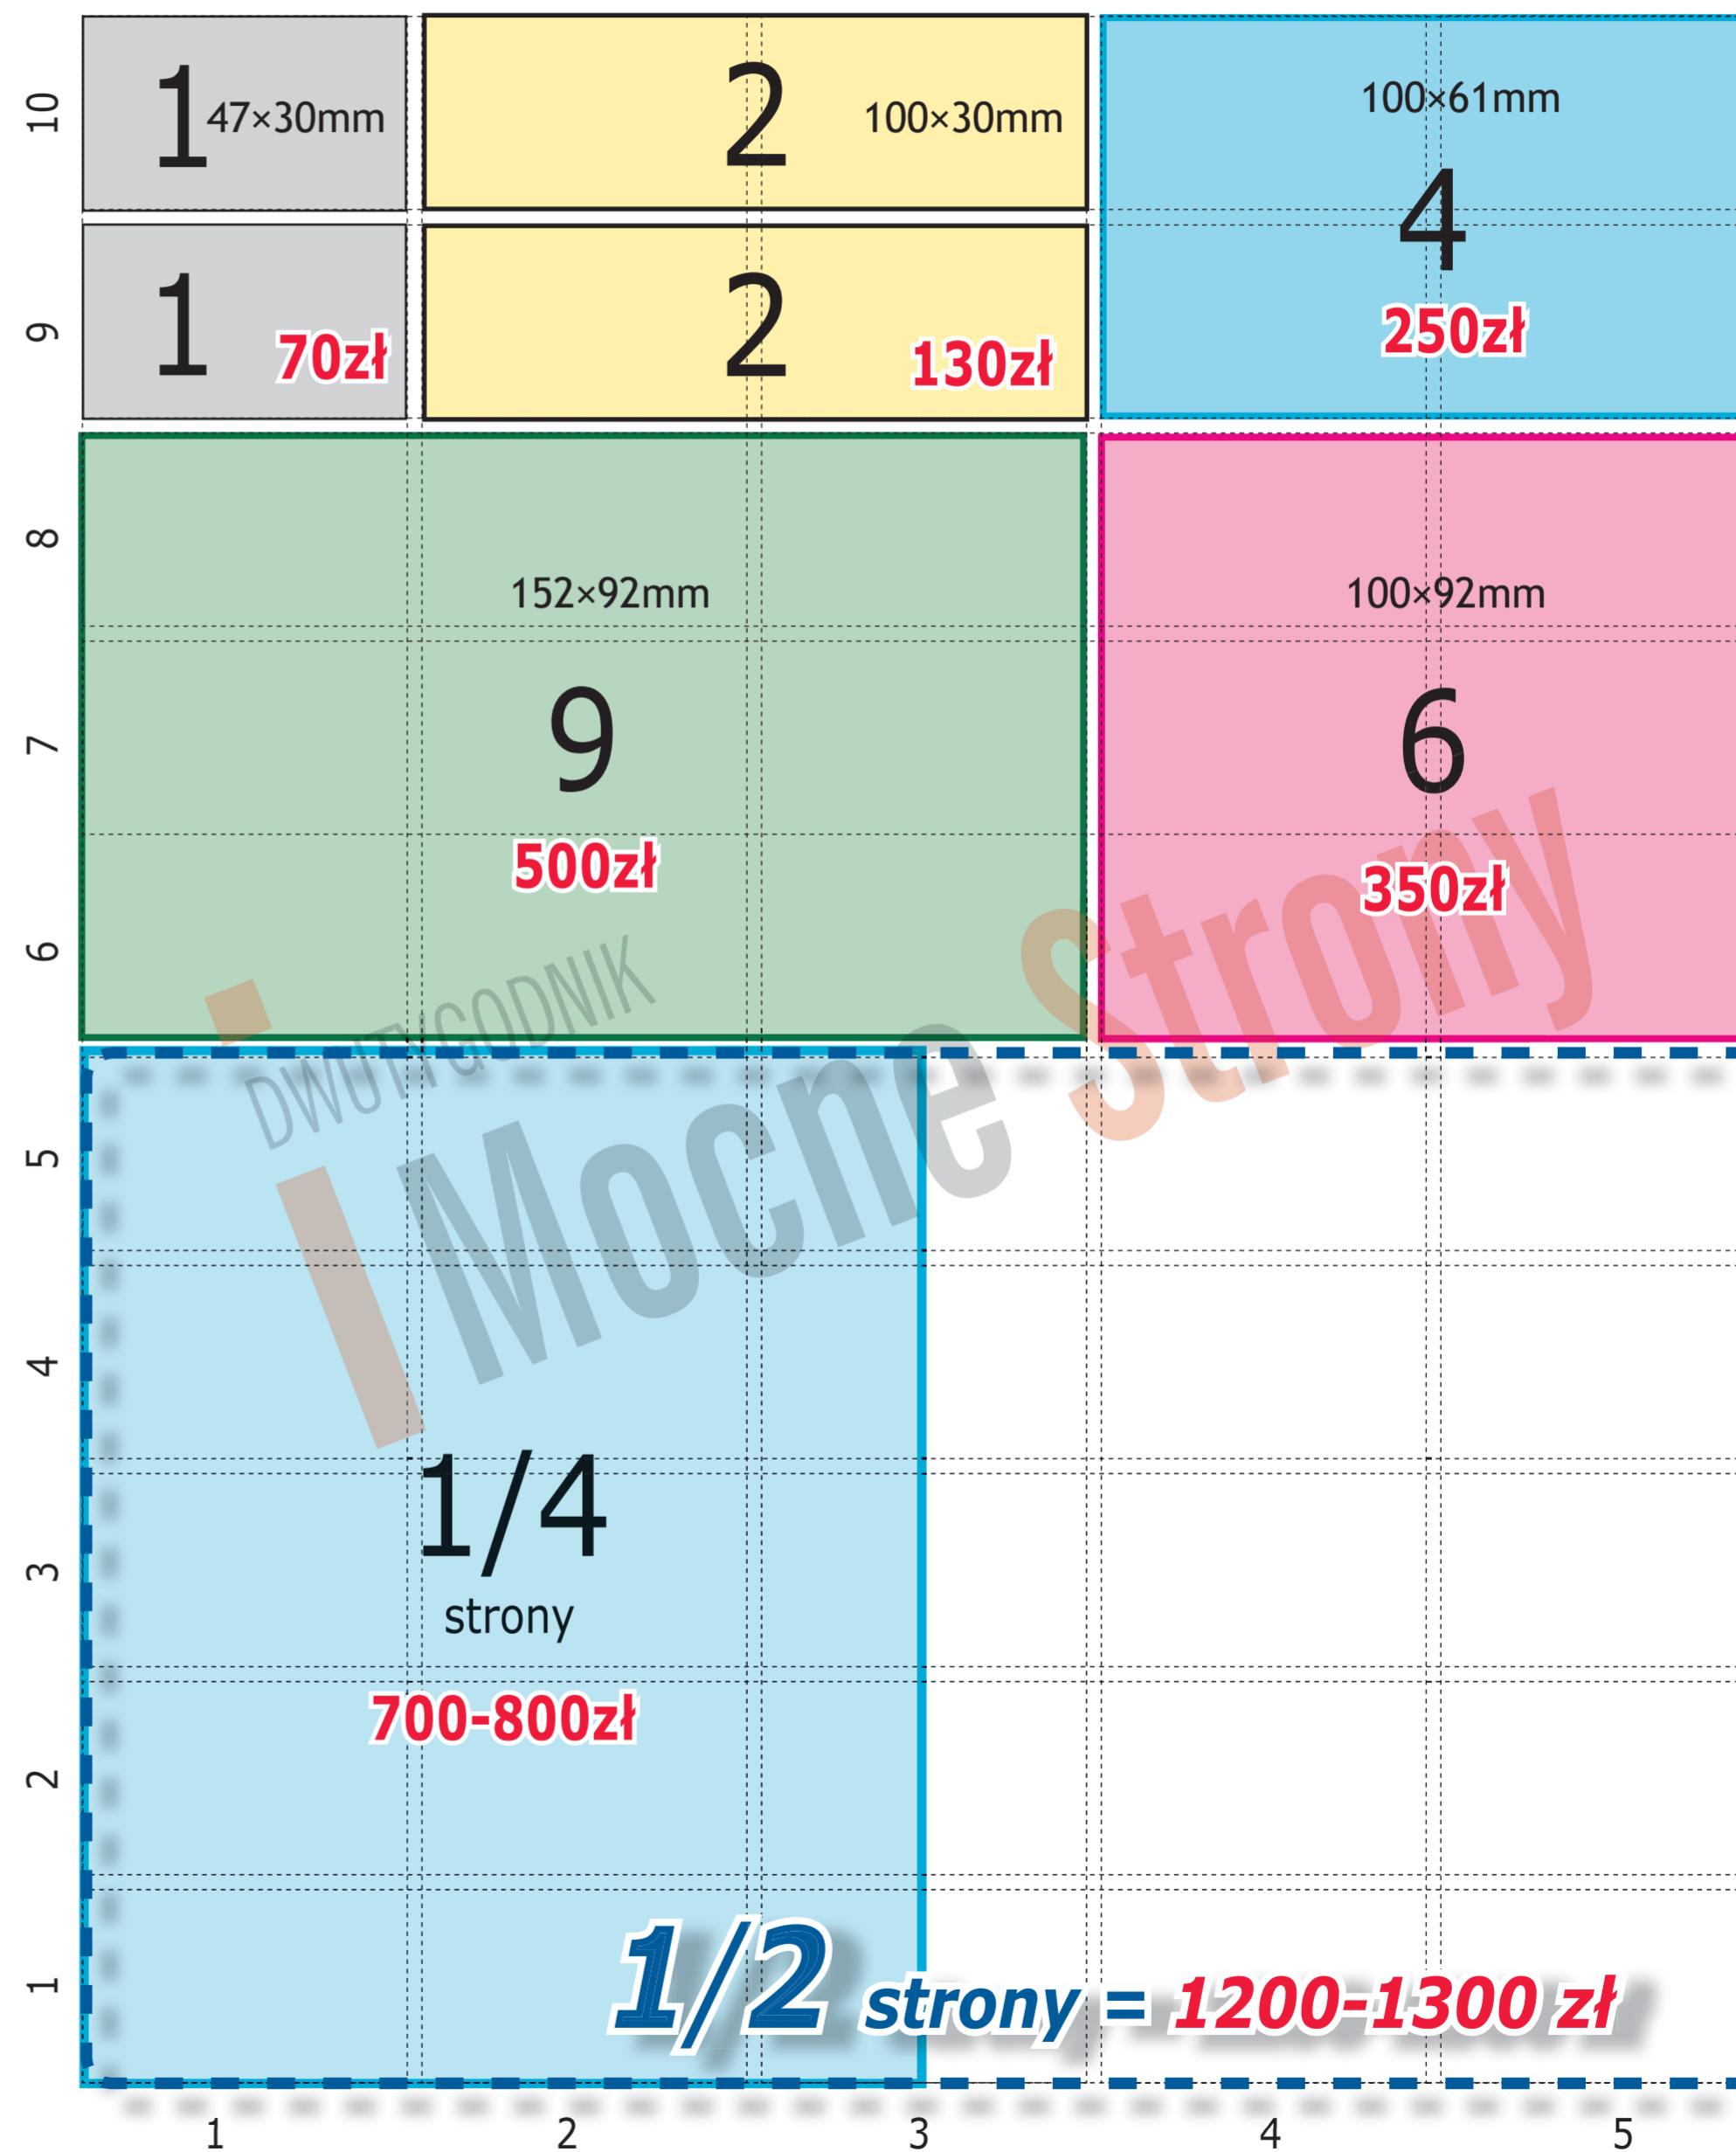 10
1
47×30mm
2
100×30mm
100×61mm
4
9
1
70zł
2
130zł
250zł
8
152×92mm
100×92mm
7
9
6
500zł
350zł
6
DWUTYGODNIK
i Mocne Strony
5
4
1/4
strony
3
700-800zł
2
1/2 strony = 1200-1300 zł
1
1 2 3 4 5